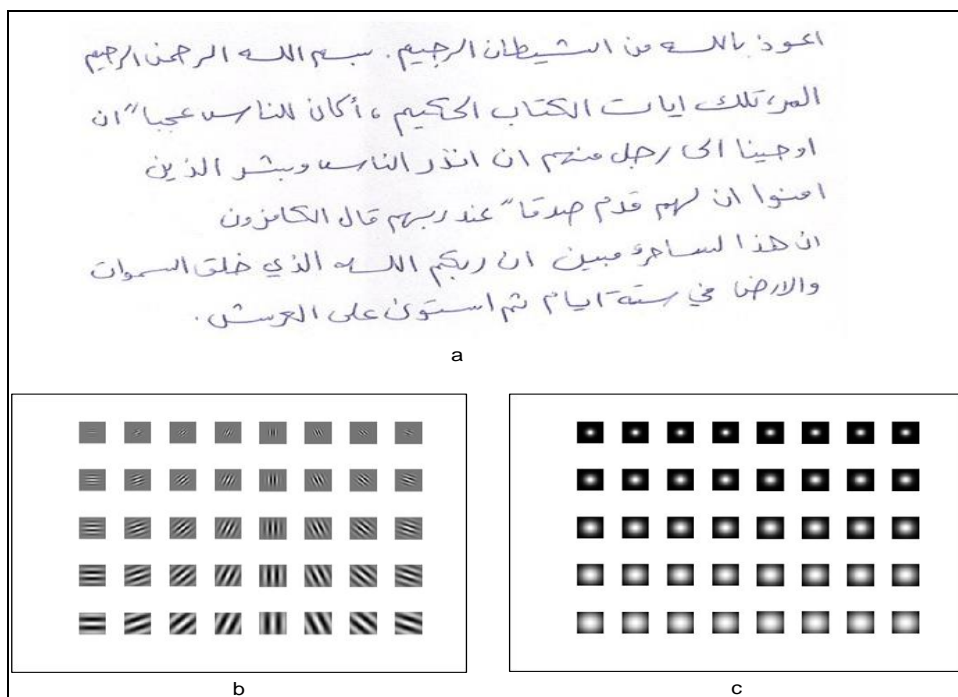 اعوذ بالله من الشيطان الرجيم. بسم الله الرحمن الرحيم
المر، تلك ايات الكتاب الحكيم، أكان للناس عجبا" ان
اوحينا الى رجل منهم ان انذر الناس وبشر الذين
امنوا ان لهم قدم صدقا" عند ربهم قال الكافرون
ان هذا لساحرٌ مبين ان ربكم الله الذي خلق السموات
والارض في ستة ايام ثم استوى على العرش.
a
b
c